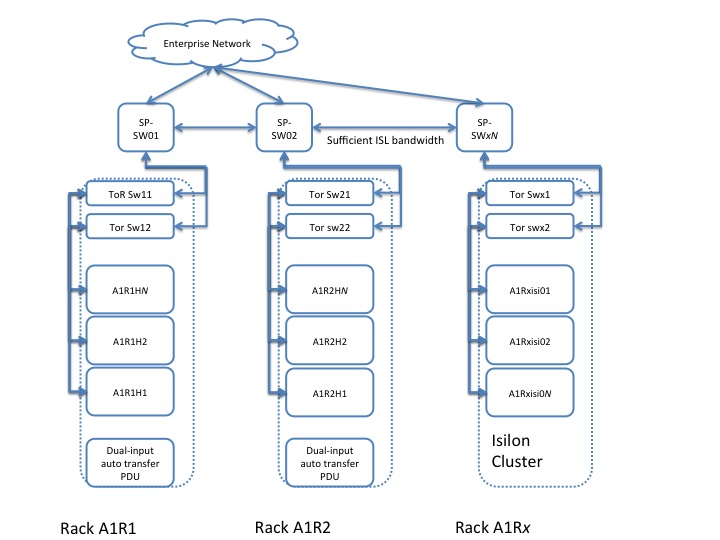 Enterprise Network
SP-
SW01
SP-
SW02
SP-
SWxN
Sufficient ISL bandwidth
ToR Sw11
Tor Sw12
A1R1HN
A1R1H2
A1R1H1
Dual-input
auto transfer
PDU
Rack A1R1
Tor Sw21
Tor sw22
A1R2HN
A1R2H2
A1R2H1
Dual-input
auto transfer
PDU
Rack A1R2
Tor Swx1
Tor swx2
A1Rxisi01
A1Rxisi02
A1Rxisi0N
Isilon
Cluster
Rack A1Rx